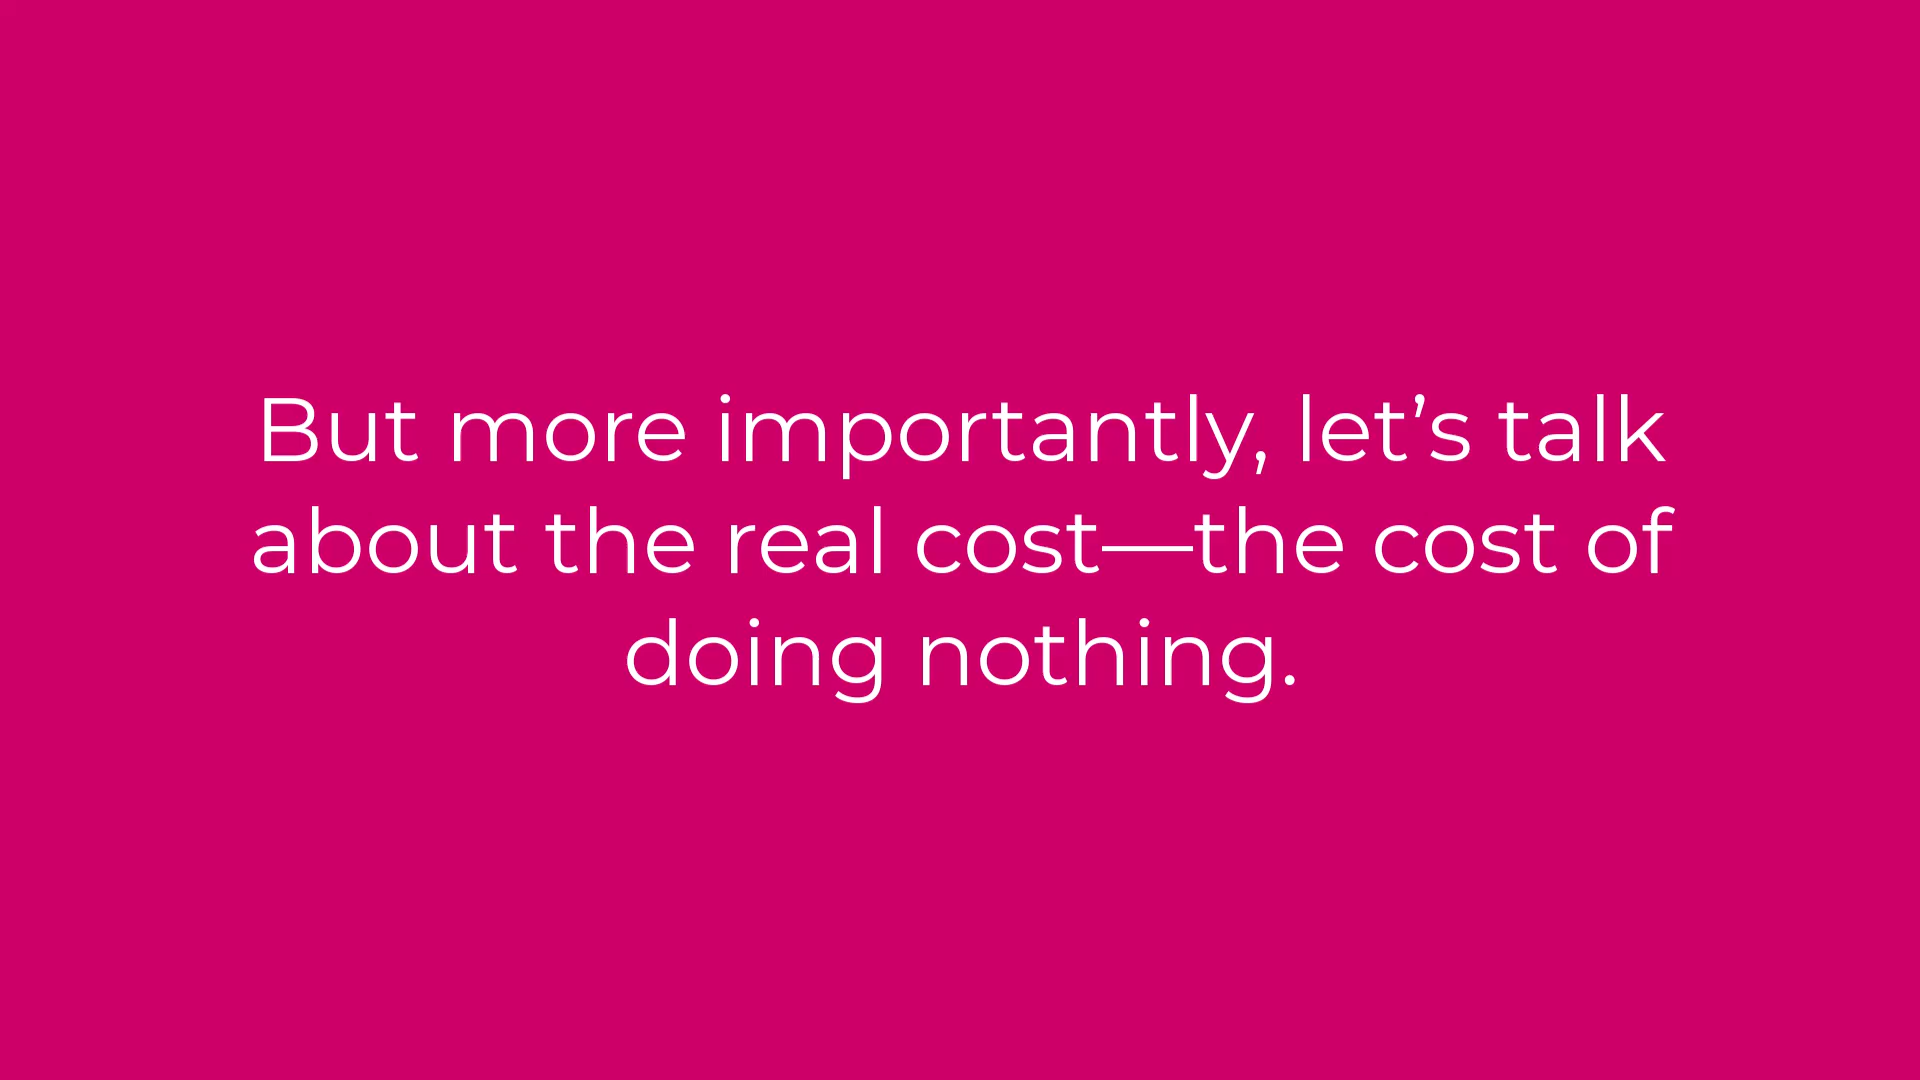 But more importantly, let’s talk
about the real cost—the cost of
doing nothing.